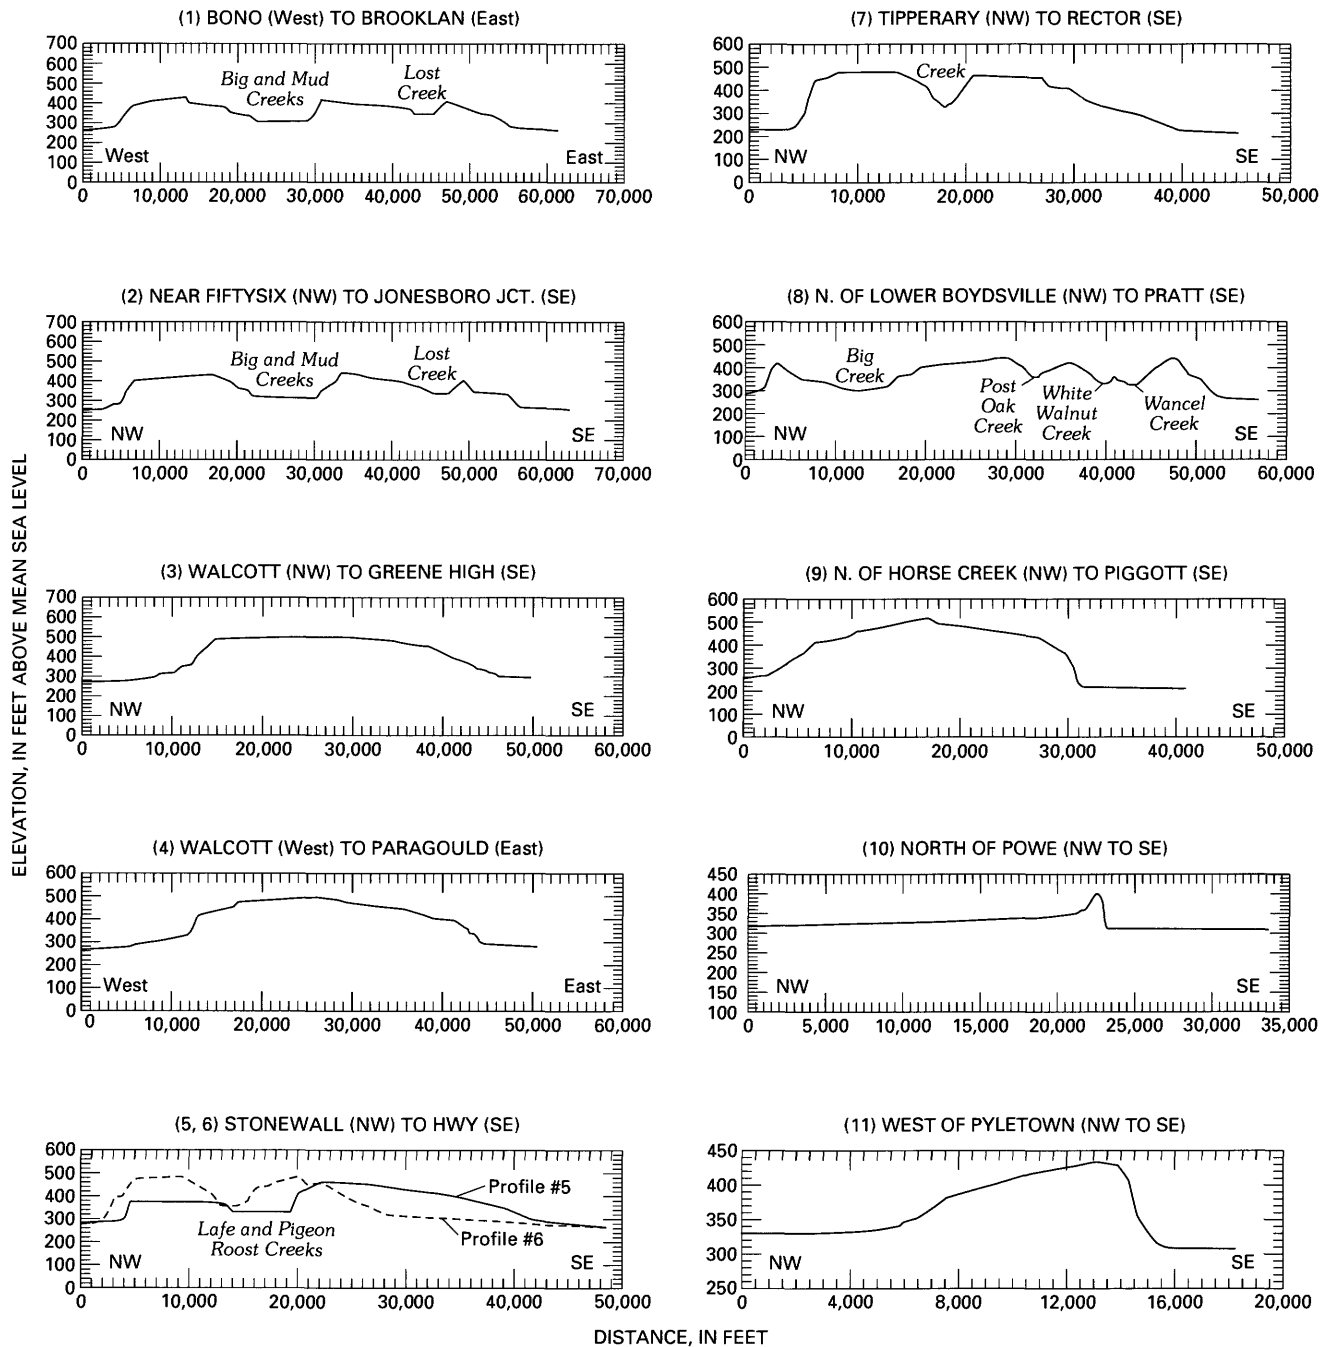 ELEVATION, IN FEET ABOVE MEAN SEA LEVEL
(1) BONO (West) TO BROOKLAN (East)
700
600
500
400
300
200
100
0
Big and Mud
Creeks
Lost
Creek
West
East
0 10,000 20,000 30,000 40,000 50,000 60,000 70,000
(2) NEAR FIFTYSIX (NW) TO JONESBORO JCT. (SE)
700
600
500
400
300
200
100
0
Big and Mud
Creeks
Lost
Creek
NW
SE
0 10,000 20,000 30,000 40,000 50,000 60,000 70,000
(3) WALCOTT (NW) TO GREENE HIGH (SE)
700
600
500
400
300
200
100
0
NW
SE
0 10,000 20,000 30,000 40,000 50,000 60,000
(4) WALCOTT (West) TO PARAGOULD (East)
600
500
400
300
200
100
0
West
East
0 10,000 20,000 30,000 40,000 50,000 60,000
(5, 6) STONEWALL (NW) TO HWY (SE)
600
500
400
300
200
100
0
Profile #5
Lafe and Pigeon
Roost Creeks
Profile #6
NW
SE
0 10,000 20,000 30,000 40,000 50,000
(7) TIPPERARY (NW) TO RECTOR (SE)
600
500
400
300
200
100
0
Creek
NW
SE
0 10,000 20,000 30,000 40,000 50,000
(8) N. OF LOWER BOYDSVILLE (NW) TO PRATT (SE)
600
500
400
300
200
100
0
Big
Creek
Post
Oak
Creek
White
Walnut
Creek
Wancel
Creek
NW
SE
0 10,000 20,000 30,000 40,000 50,000 60,000
(9) N. OF HORSE CREEK (NW) TO PIGGOTT (SE)
600
500
400
300
200
100
0
NW
SE
0 10,000 20,000 30,000 40,000 50,000
(10) NORTH OF POWE (NW TO SE)
450
400
350
300
250
200
150
100
NW
SE
0 5,000 10,000 15,000 20,000 25,000 30,000 35,000
(11) WEST OF PYLETOWN (NW TO SE)
450
400
350
300
250
NW
SE
0 4,000 8,000 12,000 16,000 20,000
DISTANCE, IN FEET